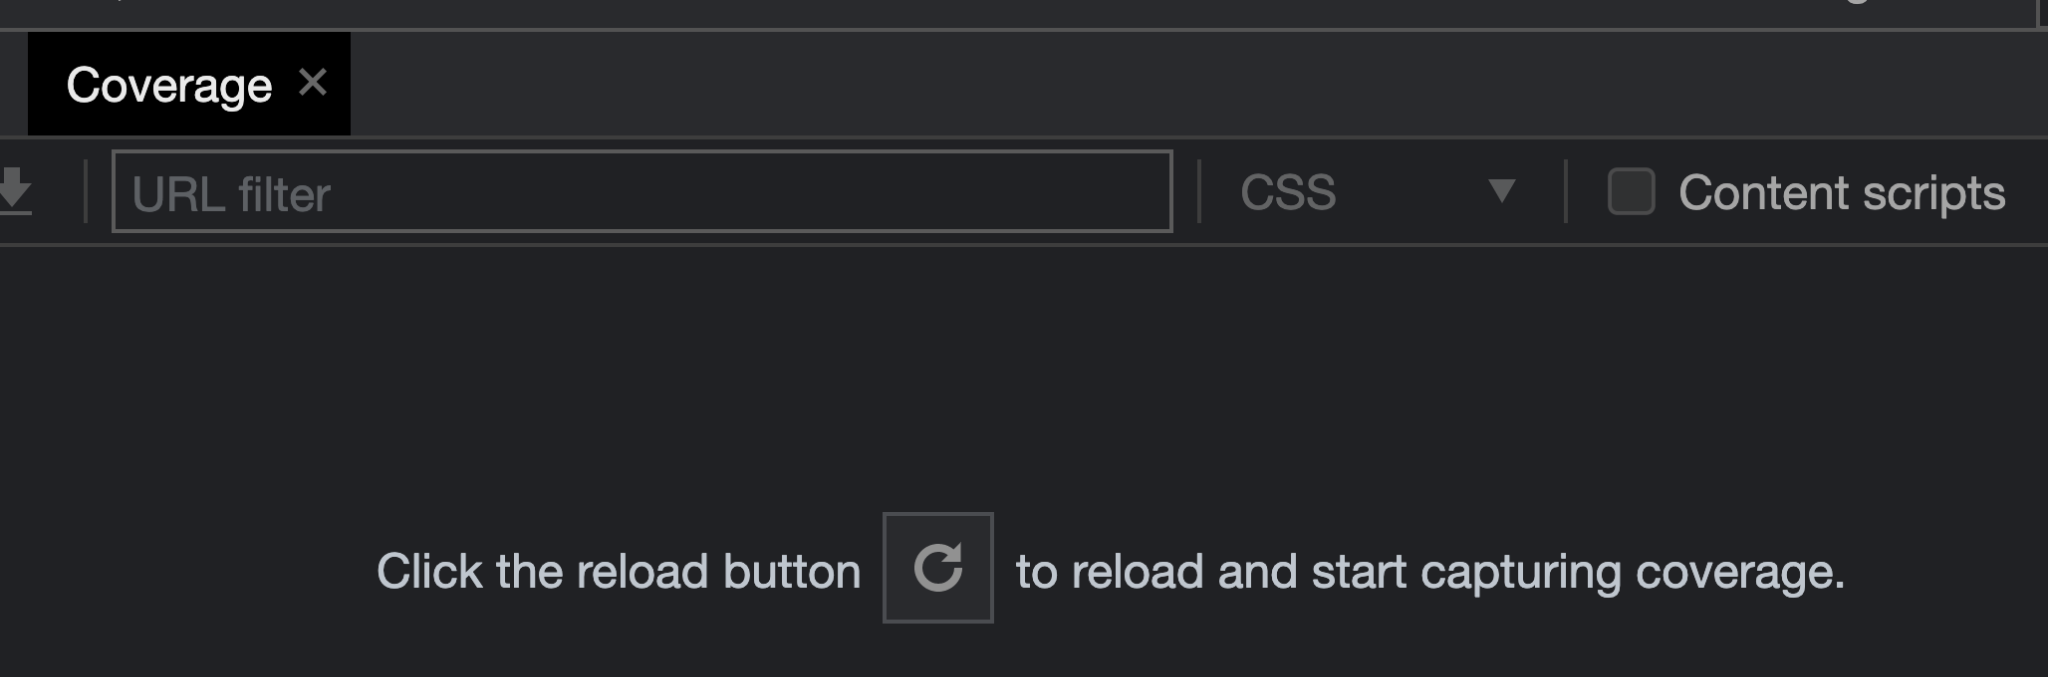 Coverage
URL filter
CSS
Content scripts
Click the reload button to reload and start capturing coverage.